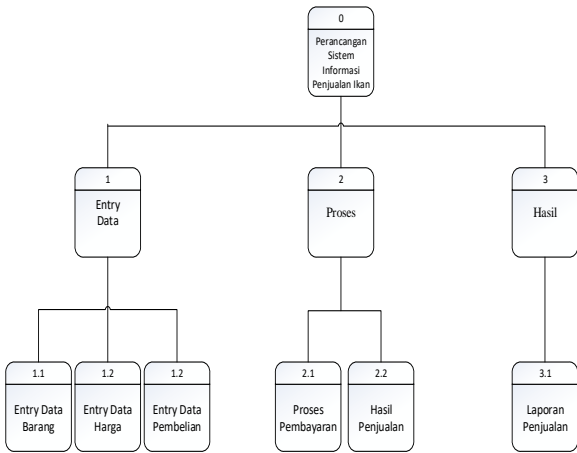 0
Perancangan
Sistem
Informasi
Penjualan Ikan
1
Entry
Data
2
Proses
3
Hasil
1.1
Entry Data
Barang
1.2
Entry Data
Harga
1.2
Entry Data
Pembelian
2.1
Proses
Pembayaran
2.2
Hasil
Penjualan
3.1
Laporan
Penjualan